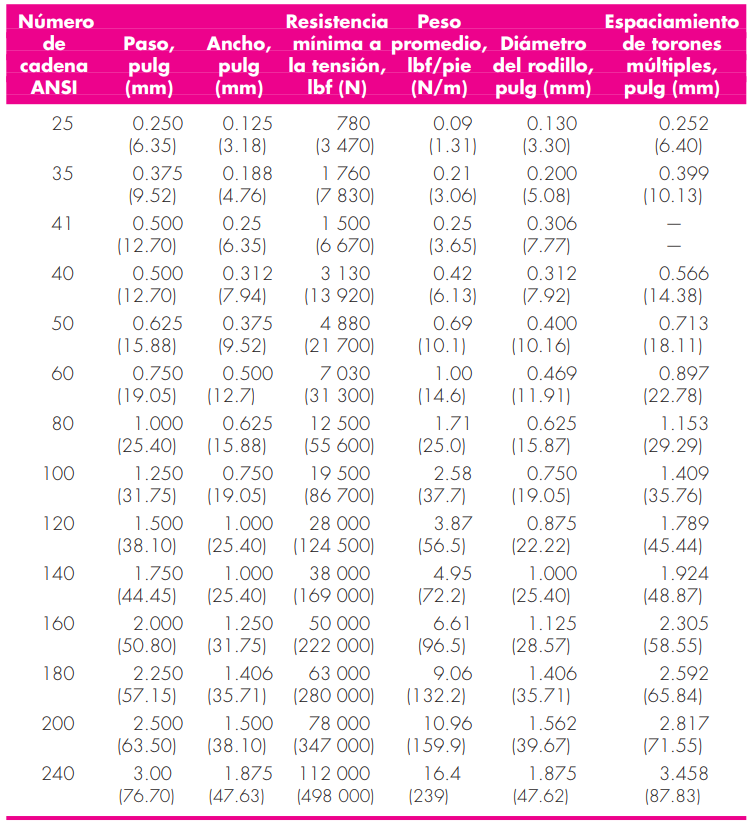 Número Resistencia Peso Espaciamiento
de Paso, Ancho, mínima a promedio, Diámetro de torones
cadena pulg pulg la tensión, lbf/pie del rodillo, múltiples,
ANSI (mm) (mm) lbf (N) (N/m) pulg (mm) pulg (mm)
25 0.250 0.125 780 0.09 0.130 0.252
(6.35) (3.18) (3 470) (1.31) (3.30) (6.40)
35 0.375 0.188 1 760 0.21 0.200 0.399
(9.52) (4.76) (7 830) (3.06) (5.08) (10.13)
41 0.500 0.25 1 500 0.25 0.306 —
(12.70) (6.35) (6 670) (3.65) (7.77) —
40 0.500 0.312 3 130 0.42 0.312 0.566
(12.70) (7.94) (13 920) (6.13) (7.92) (14.38)
50 0.625 0.375 4 880 0.69 0.400 0.713
(15.88) (9.52) (21 700) (10.1) (10.16) (18.11)
60 0.750 0.500 7 030 1.00 0.469 0.897
(19.05) (12.7) (31 300) (14.6) (11.91) (22.78)
80 1.000 0.625 12 500 1.71 0.625 1.153
(25.40) (15.88) (55 600) (25.0) (15.87) (29.29)
100 1.250 0.750 19 500 2.58 0.750 1.409
(31.75) (19.05) (86 700) (37.7) (19.05) (35.76)
120 1.500 1.000 28 000 3.87 0.875 1.789
(38.10) (25.40) (124 500) (56.5) (22.22) (45.44)
140 1.750 1.000 38 000 4.95 1.000 1.924
(44.45) (25.40) (169 000) (72.2) (25.40) (48.87)
160 2.000 1.250 50 000 6.61 1.125 2.305
(50.80) (31.75) (222 000) (96.5) (28.57) (58.55)
180 2.250 1.406 63 000 9.06 1.406 2.592
(57.15) (35.71) (280 000) (132.2) (35.71) (65.84)
200 2.500 1.500 78 000 10.96 1.562 2.817
(63.50) (38.10) (347 000) (159.9) (39.67) (71.55)
240 3.00 1.875 112 000 16.4 1.875 3.458
(76.70) (47.63) (498 000) (239) (47.62) (87.83)